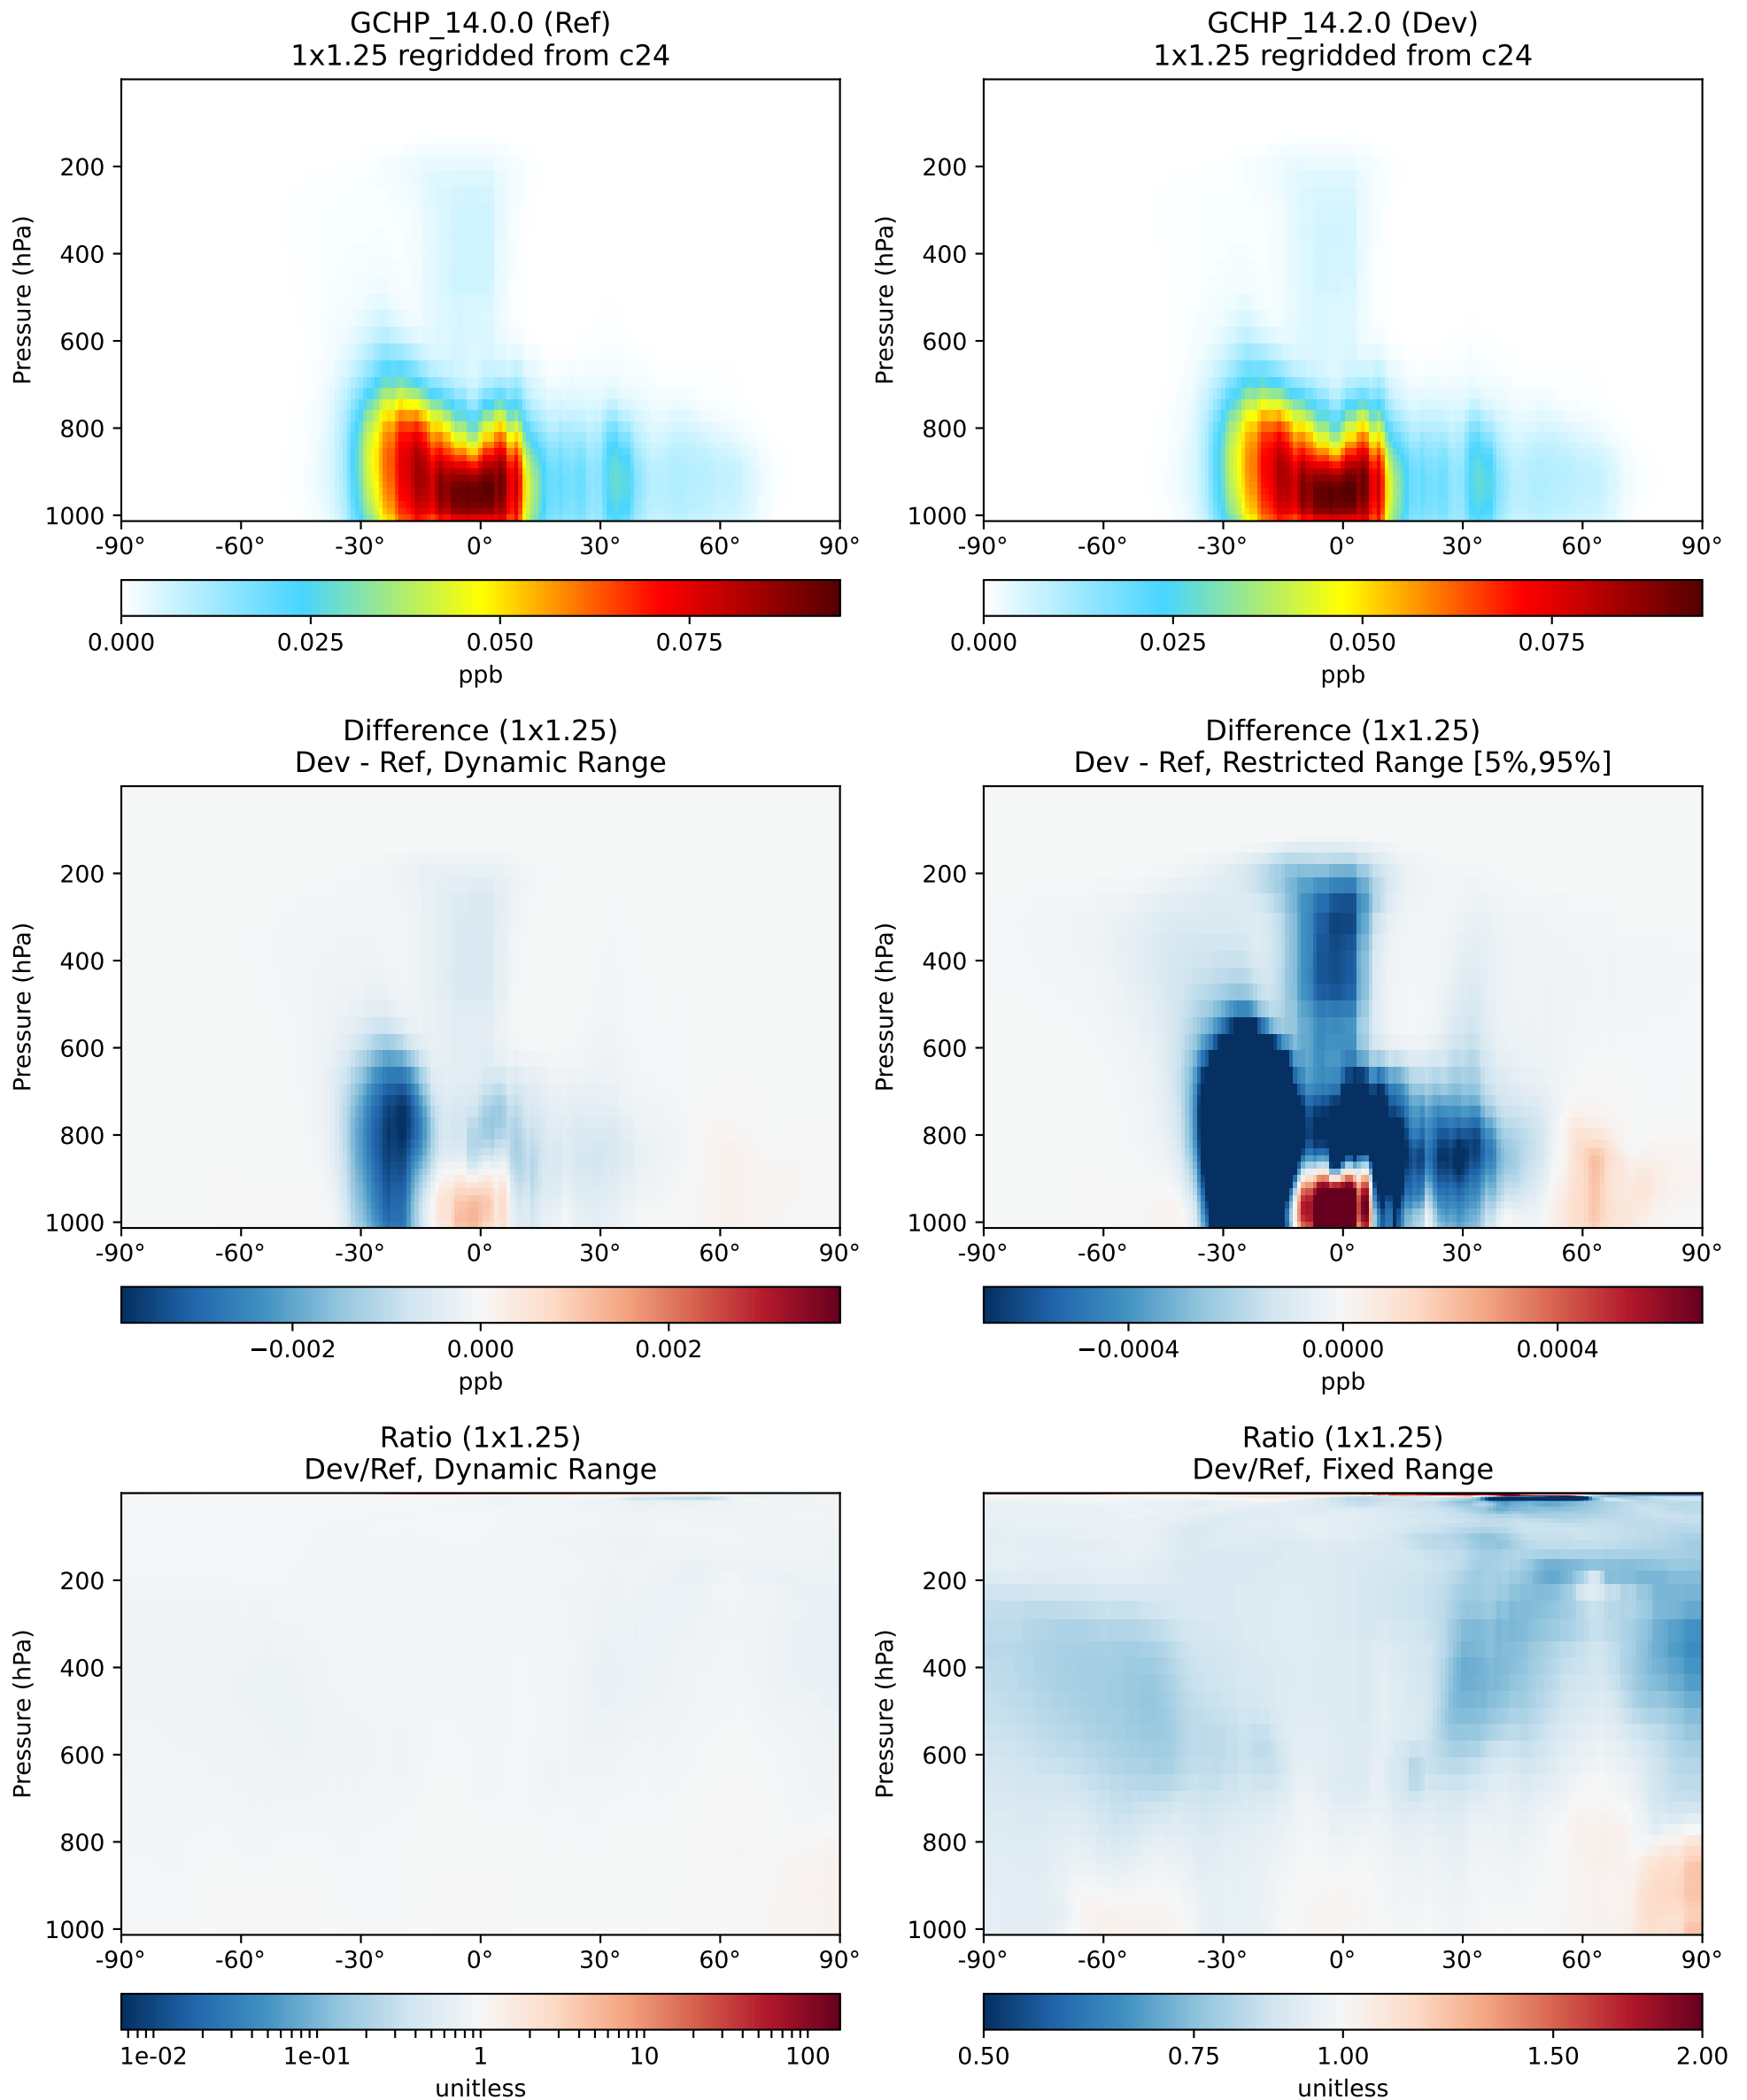 GCHP_14.0.0 (Ref)
1x1.25 regridded from c24
Pressure (hPa)
200
400
600
800
1000
-90° -60° -30° 0° 30° 60° 90°
0.000 0.025 0.050 0.075
ppb
GCHP_14.2.0 (Dev)
1x1.25 regridded from c24
Pressure (hPa)
200
400
600
800
1000
-90° -60° -30° 0° 30° 60° 90°
0.000 0.025 0.050 0.075
ppb
Difference (1x1.25)
Dev - Ref, Dynamic Range
Pressure (hPa)
200
400
600
800
1000
-90° -60° -30° 0° 30° 60° 90°
−0.002 0.000 0.002
ppb
Difference (1x1.25)
Dev - Ref, Restricted Range [5%,95%]
Pressure (hPa)
200
400
600
800
1000
-90° -60° -30° 0° 30° 60° 90°
−0.0004 0.0000 0.0004
ppb
Ratio (1x1.25)
Dev/Ref, Dynamic Range
Pressure (hPa)
200
400
600
800
1000
-90° -60° -30° 0° 30° 60° 90°
1e-02 1e-01 1 10 100
unitless
Ratio (1x1.25)
Dev/Ref, Fixed Range
Pressure (hPa)
200
400
600
800
1000
-90° -60° -30° 0° 30° 60° 90°
0.50 0.75 1.00 1.50 2.00
unitless